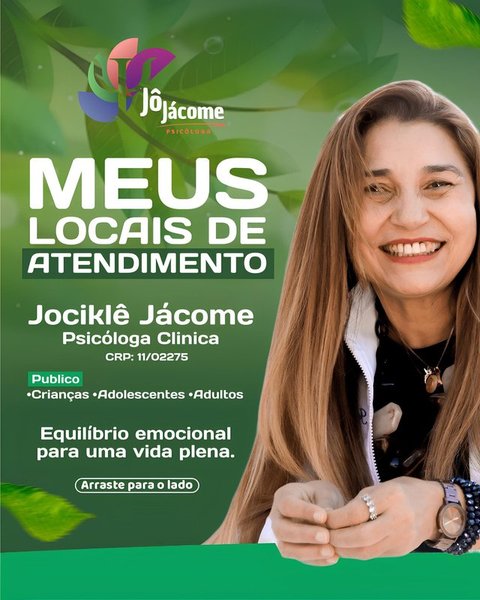 Jô
Jácome
PSICÓLOGA
MEUS
LOCAIS DE
ATENDIMENTO
Jociklê Jácome
Psicóloga Clinica
CRP: 11/02275
Publico
•Crianças •Adolescentes •Adultos
Equilíbrio emocional
para uma vida plena.
Arraste para o lado